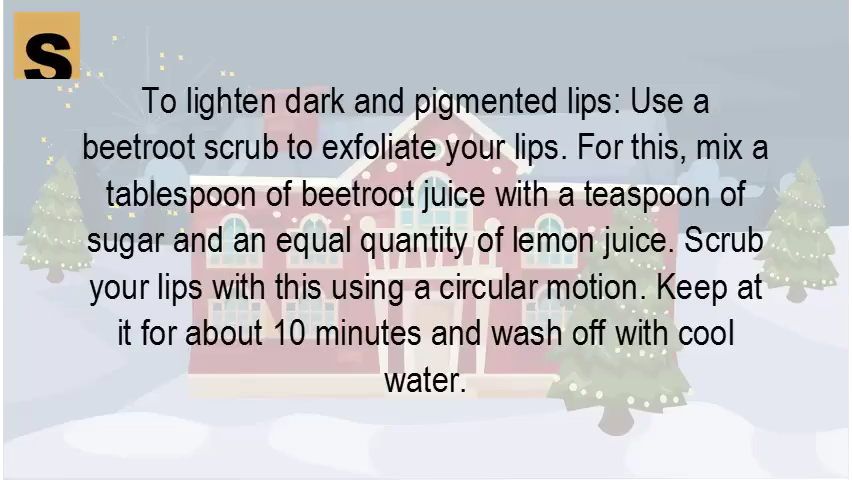 S
To lighten dark and pigmented lips: Use a
beetroot scrub to exfoliate your lips. For this, mix a
tablespoon of beetroot juice with a teaspoon of
sugar and an equal quantity of lemon juice. Scrub
your lips with this using a circular motion. Keep at
it for about 10 minutes and wash off with cool
water.